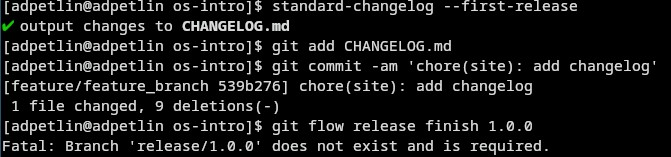 [adpetlin@adpetlin os-intro]$ standard-changelog --first-release
✔ output changes to CHANGELOG.md
[adpetlin@adpetlin os-intro]$ git add CHANGELOG.md
[adpetlin@adpetlin os-intro]$ git commit -am 'chore(site): add changelog'
[feature/feature_branch 539b276] chore(site): add changelog
 1 file changed, 9 deletions(-)
[adpetlin@adpetlin os-intro]$ git flow release finish 1.0.0
Fatal: Branch 'release/1.0.0' does not exist and is required.